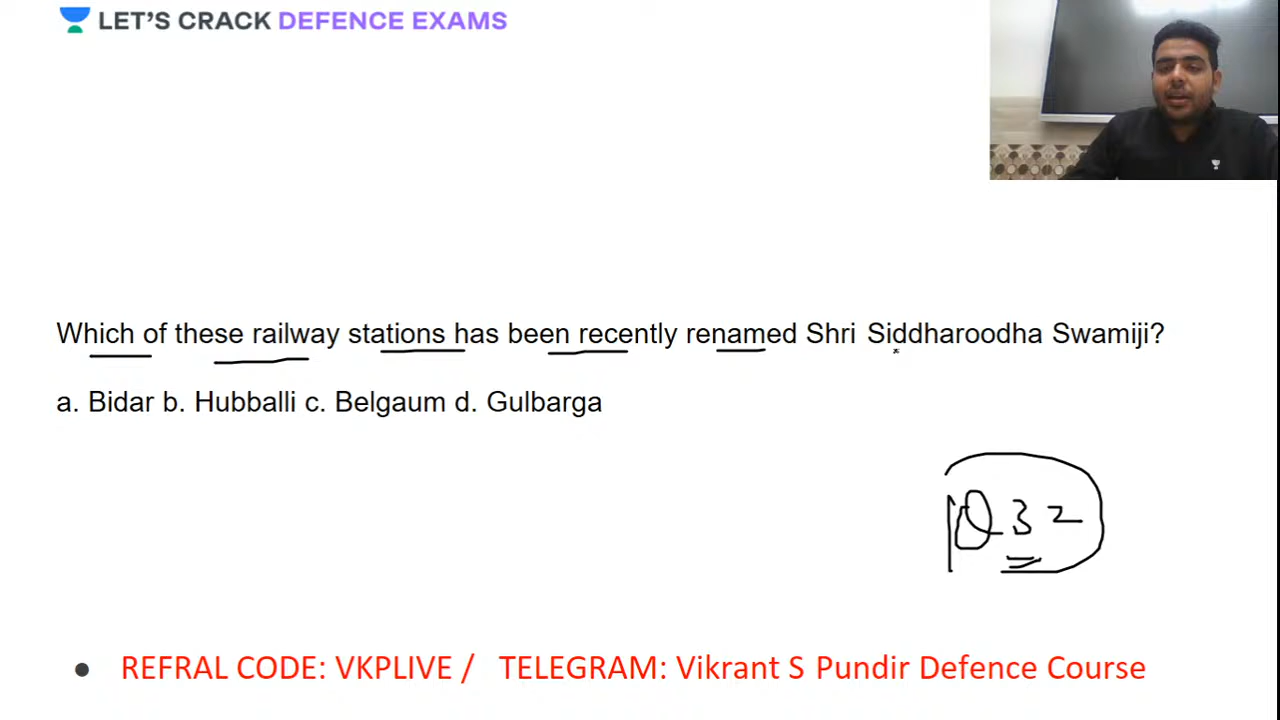 LET'S CRACK DEFENCE EXAMS
Which of these railway stations has been recently renamed Shri Siddharoodha Swamiji?
a. Bidar b. Hubballi c. Belgaum d. Gulbarga
32
● REFRAL CODE: VKPLIVE / TELEGRAM: Vikrant S Pundir Defence Course